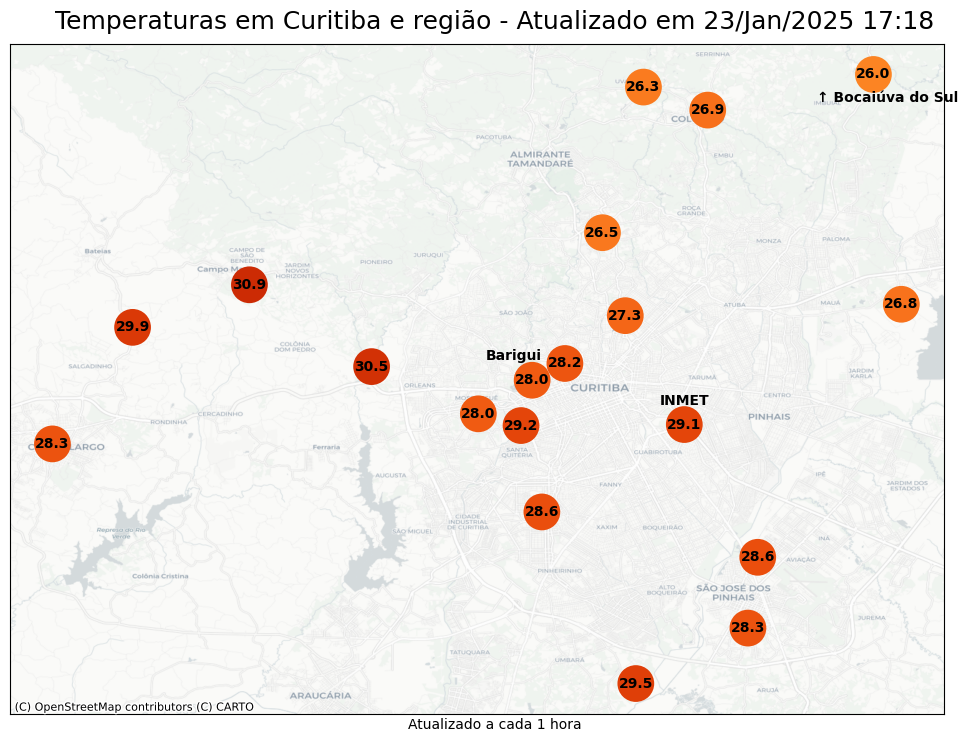 Temperaturas em Curitiba e região - Atualizado em 23/Jan/2025 17:18
SERRINHA
26.0
26.3
↑ Bocaiúva do Sul
26.9
PACOTUBA
ALMIRANTE
TAMANDARÉ
EMBU
ROÇA
GRANDE
26.5
MONZA
PALOMA
Bateias
CAMPO DE
SÃO
BENEDITO
JURUQUI
PIONEIRO
JARDIM
NOVOS
HORIZONTES
30.9
MAUÁ
26.8
ATUBA
SÃO JOÃO
27.3
29.9
COLÔNIA
DOM PEDRO
Barigui
28.2
SALGADINHO
30.5
JARDIM
KARLA
28.0
TARUMÃ
ORLEANS
CURITIBA
CENTRO
INMET
28.0
CERCADINHO
RONDINHA
PINHAIS
29.2
29.1
28.3
Ferraria
SANTA
QUITÉRIA
GUABIROTUBA
AUGUSTA
IPÊ
FANNY
JARDIM DOS
ESTADOS I
28.6
CIDADE
INDUSTRIAL
DE CURITIBA
SÃO MIGUEL
XAXIM
BOQUEIRÃO
Represa do Rio
Verde
INÁ
28.6
AVIAÇÃO
Colônia Cristina
PINHEIRINHO
ALTO
BOQUEIRÃO
SÃO JOSÉ DOS
PINHAIS
JUREMA
28.3
TATUQUARA
UMBARÁ
29.5
ARUJÁ
ARAUCÁRIA
(C) OpenStreetMap contributors (C) CARTO
Atualizado a cada 1 hora